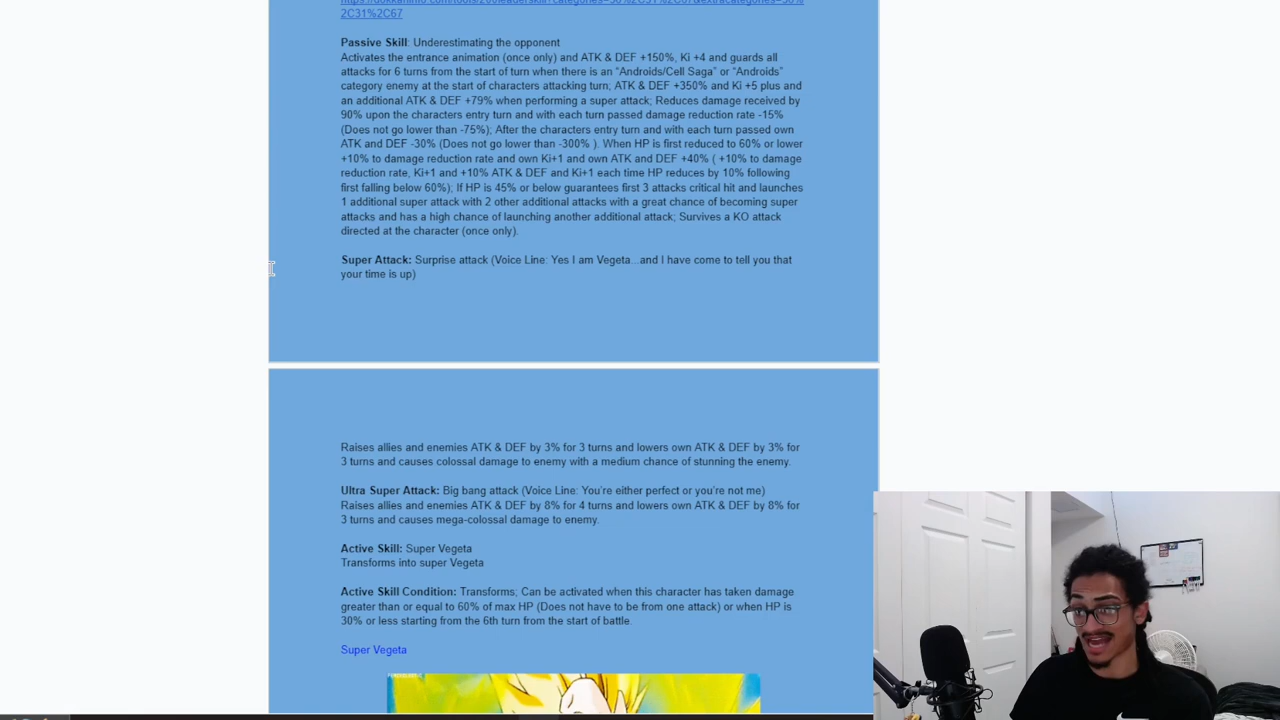 https://dokkaninfo.com/tools/200leaderskill?categories=38%2C31%2C67&extracategories=38%
2C31%2C67
Passive Skill: Underestimating the opponent
Activates the entrance animation (once only) and ATK & DEF +150%, Ki +4 and guards all
attacks for 6 turns from the start of turn when there is an “Androids/Cell Saga” or “Androids”
category enemy at the start of characters attacking turn; ATK & DEF +350% and Ki +5 plus and
an additional ATK & DEF +79% when performing a super attack; Reduces damage received by
90% upon the characters entry turn and with each turn passed damage reduction rate -15%
(Does not go lower than -75%); After the characters entry turn and with each turn passed own
ATK and DEF -30% (Does not go lower than -300% ). When HP is first reduced to 60% or lower
+10% to damage reduction rate and own Ki+1 and own ATK and DEF +40% ( +10% to damage
reduction rate, Ki+1 and +10% ATK & DEF and Ki+1 each time HP reduces by 10% following
first falling below 60%); If HP is 45% or below guarantees first 3 attacks critical hit and launches
1 additional super attack with 2 other additional attacks with a great chance of becoming super
attacks and has a high chance of launching another additional attack; Survives a KO attack
directed at the character (once only).
Super Attack: Surprise attack (Voice Line: Yes I am Vegeta...and I have come to tell you that
your time is up)
Raises allies and enemies ATK & DEF by 3% for 3 turns and lowers own ATK & DEF by 3% for
3 turns and causes colossal damage to enemy with a medium chance of stunning the enemy.
Ultra Super Attack: Big bang attack (Voice Line: You’re either perfect or you’re not me)
Raises allies and enemies ATK & DEF by 8% for 4 turns and lowers own ATK & DEF by 8% for
3 turns and causes mega-colossal damage to enemy.
Active Skill: Super Vegeta
Transforms into super Vegeta
Active Skill Condition: Transforms; Can be activated when this character has taken damage
greater than or equal to 60% of max HP (Does not have to be from one attack) or when HP is
30% or less starting from the 6th turn from the start of battle.
Super Vegeta